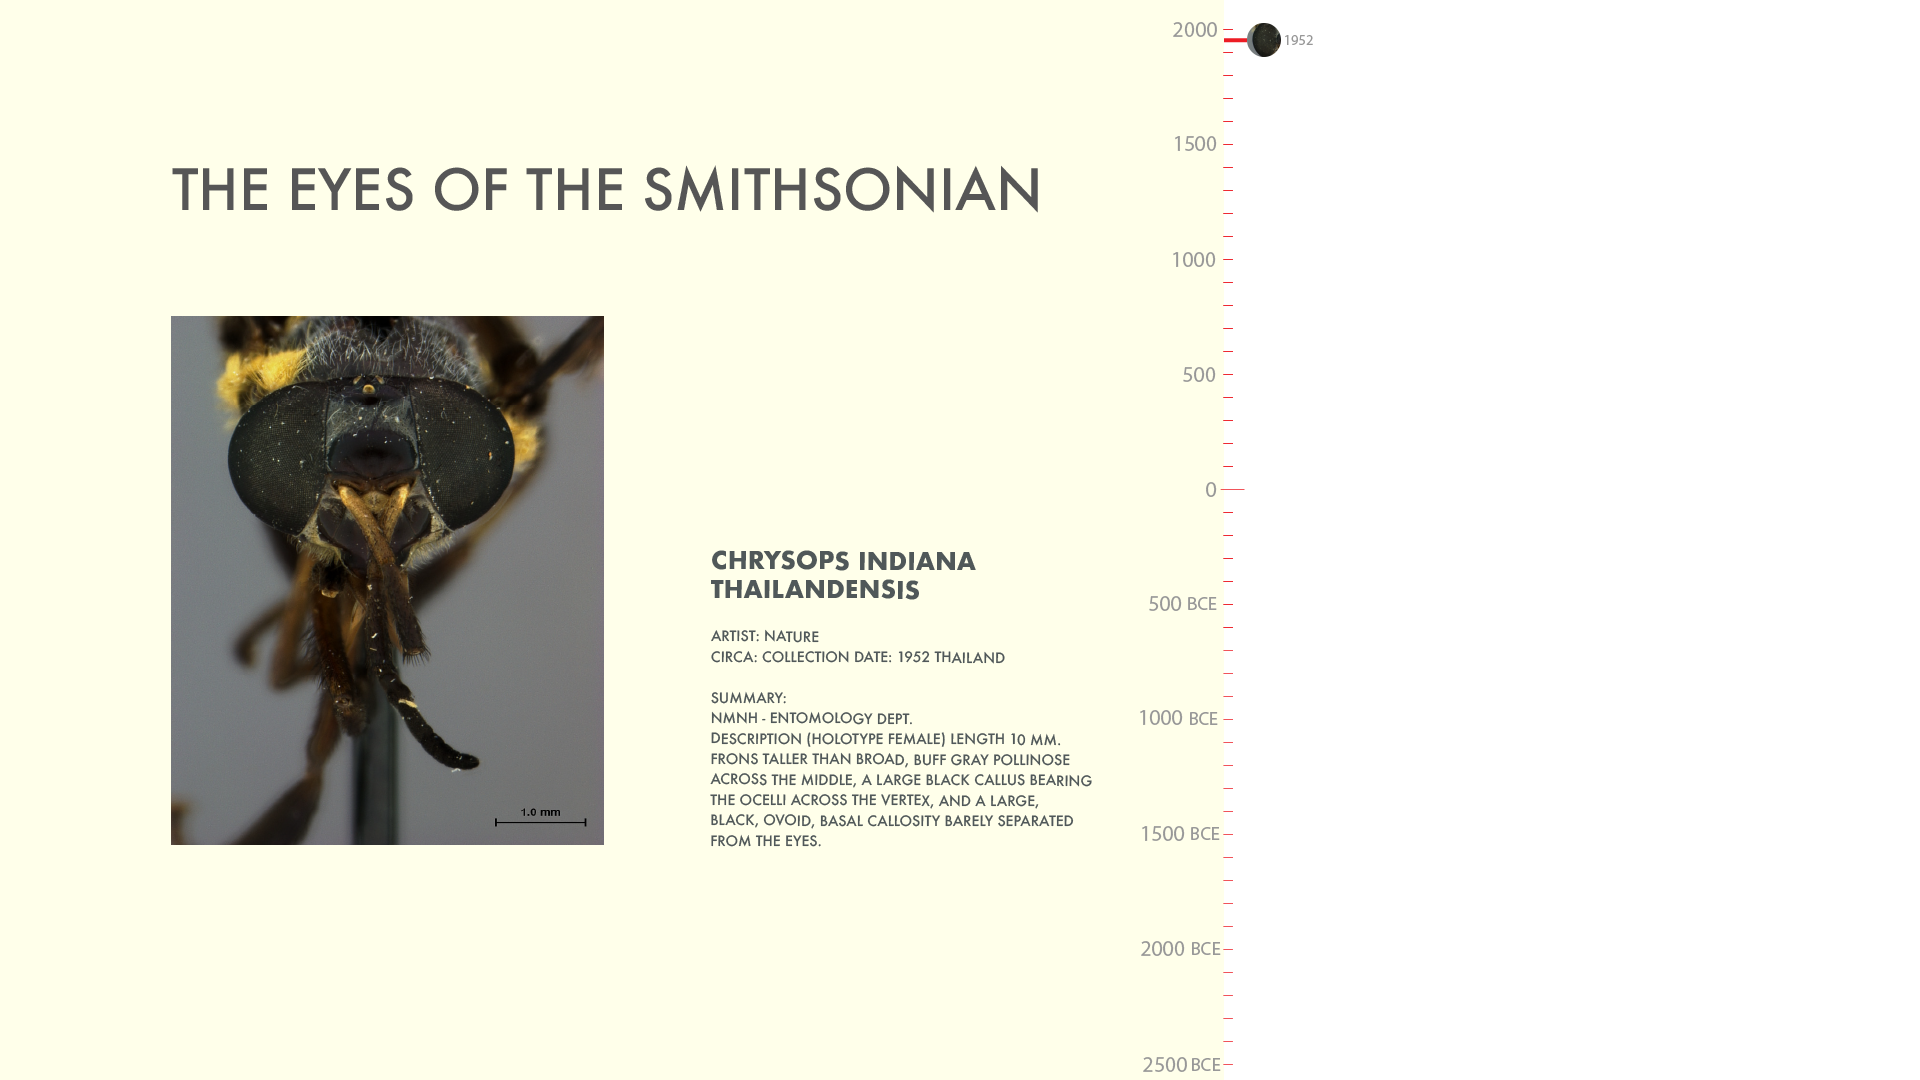 THE EYES OF THE SMITHSONIAN
1.0 mm
CHRYSOPS INDIANA
THAILANDENSIS
ARTIST: NATURE
CIRCA: COLLECTION DATE: 1952 THAILAND
SUMMARY:
NMNH - ENTOMOLOGY DEPT.
DESCRIPTION (HOLOTYPE FEMALE) LENGTH 10 MM.
FRONS TALLER THAN BROAD, BUFF GRAY POLLINOSE
ACROSS THE MIDDLE, A LARGE BLACK CALLUS BEARING
THE OCELLI ACROSS THE VERTEX, AND A LARGE,
BLACK, OVOID, BASAL CALLOSITY BARELY SEPARATED
FROM THE EYES.
2000
1952
1500
1000
500
0
500 BCE
1000 BCE
1500 BCE
2000 BCE
2500 BCE